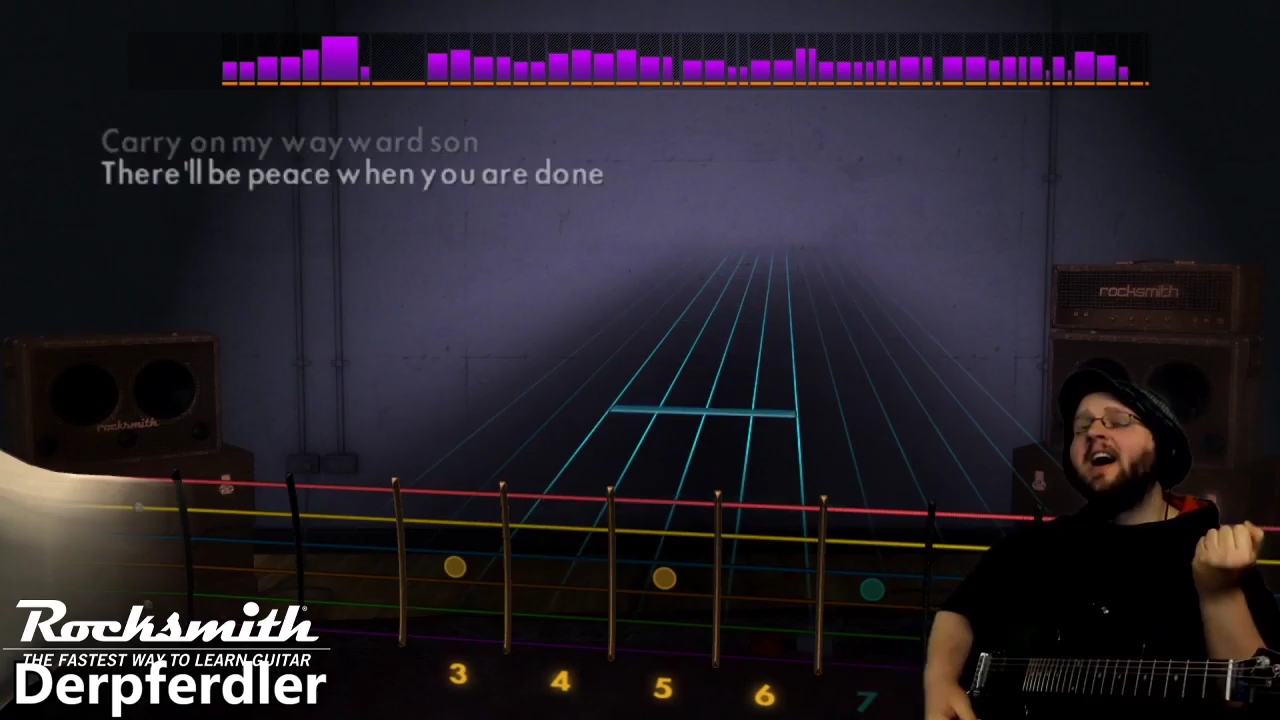 Carry on my wayward son
There'll be peace when you are done
rocksmith
rocksmith
3 4 5 6 7
Rocksmith®
THE FASTEST WAY TO LEARN GUITAR
Derpferdler